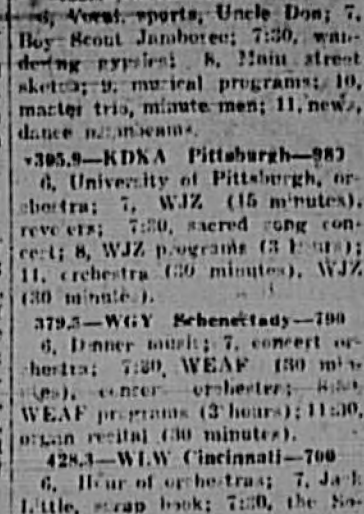 6, Vocal, sports, Uncle Don; 7,
Boy Scout Jamboree; 7:30, wan-
dering gypsies; 8, Main street
sketch; 9, musical programs; 10,
master trio, minute men; 11, news,
dance
305.9—KDKA Pittsburgh—980
6, University of Pittsburgh, or-
chestra; 7, WJZ (15 minutes),
revelers; 7:30, sacred song con-
cert; 8, WJZ programs (3 hours);
11, orchestra (30 minutes), WJZ
(30 minutes).
379.5—WGY Schenectady—790
6, Dinner music; 7, concert or-
chestra; 7:30, WEAF (30 min-
utes), concert orchestra; 8:30
WEAF programs (3 hours); 11:30,
organ recital (30 minutes).
428.3—WLW Cincinnati—700
6, Hour of orchestras; 7, Jack
Little, scrap book; 7:30, the